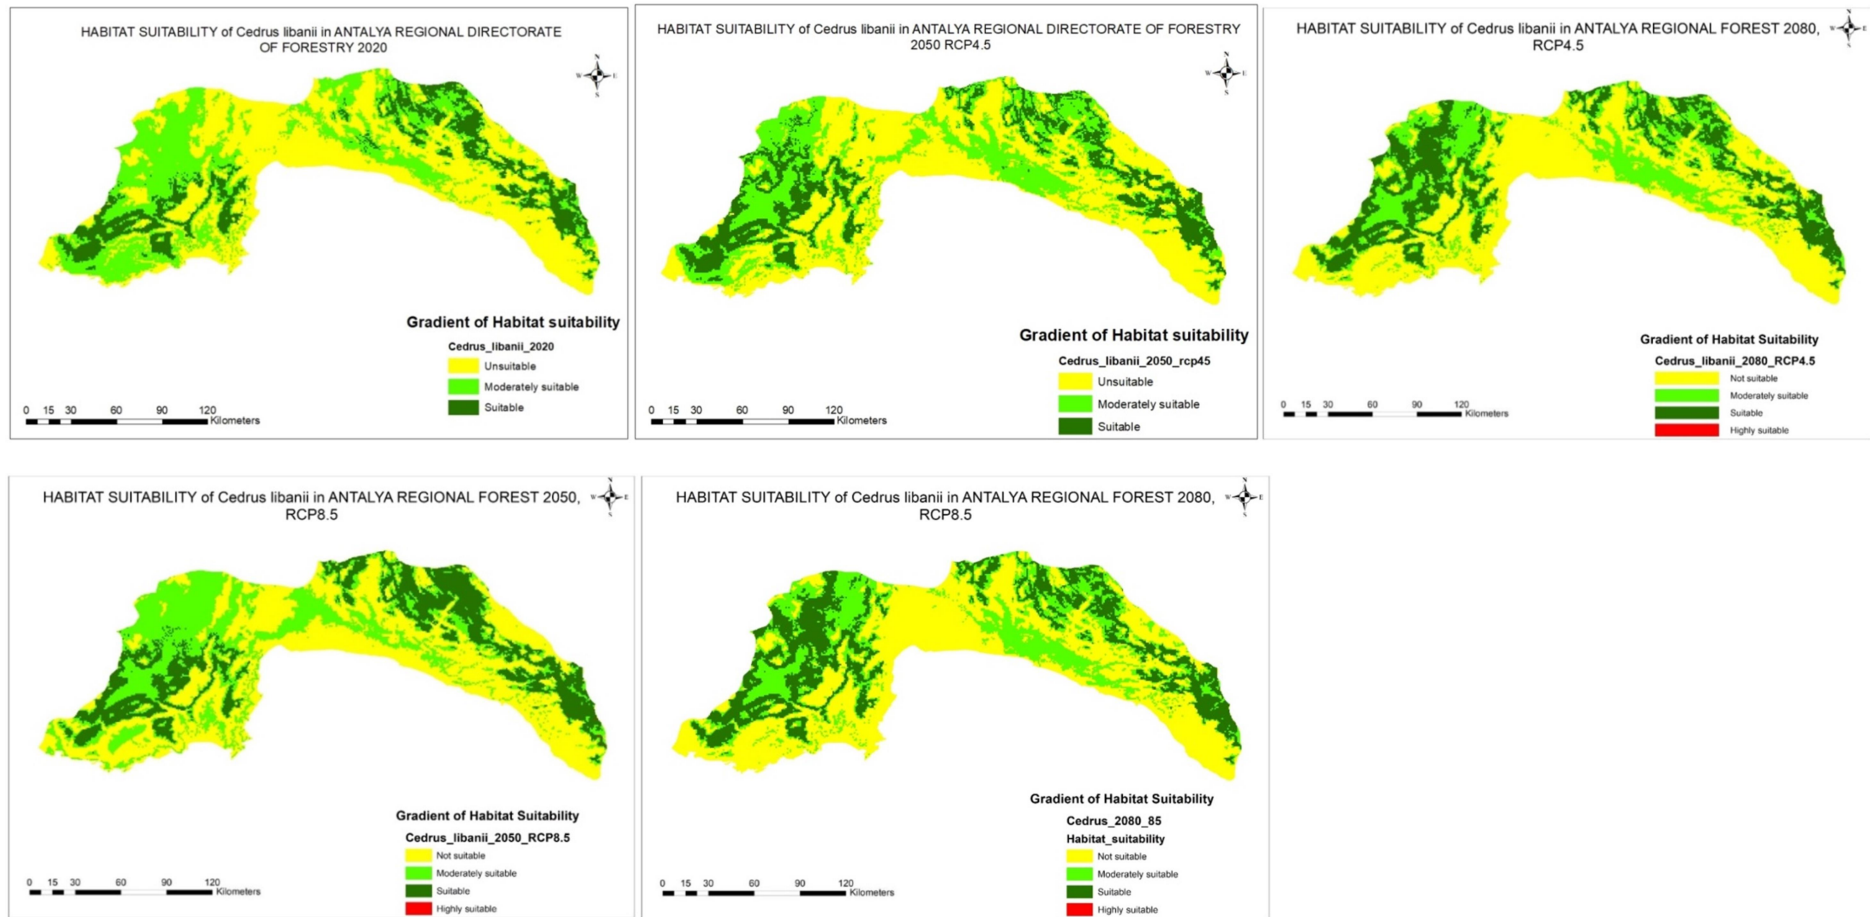 HABITAT SUITABILITY of Cedrus libanii in ANTALYA REGIONAL DIRECTORATE
OF FORESTRY 2020
N
W E
S
Gradient of Habitat suitability
Cedrus_libanii_2020
Unsuitable
Moderately suitable
Suitable
0 15 30 60 90 120
Kilometers
HABITAT SUITABILITY of Cedrus libanii in ANTALYA REGIONAL DIRECTORATE OF FORESTRY
2050 RCP4.5
N
W E
S
Gradient of Habitat suitability
Cedrus_libanii_2050_rcp45
Unsuitable
Moderately suitable
Suitable
0 15 30 60 90 120
Kilometers
HABITAT SUITABILITY of Cedrus libanii in ANTALYA REGIONAL FOREST 2080,
RCP4.5
N
W E
S
Gradient of Habitat Suitability
Cedrus_libanii_2080_RCP4.5
Not suitable
Moderately suitable
Suitable
Highly suitable
0 15 30 60 90 120
Kilometers
HABITAT SUITABILITY of Cedrus libanii in ANTALYA REGIONAL FOREST 2050,
RCP8.5
N
W E
S
Gradient of Habitat Suitability
Cedrus_libanii_2050_RCP8.5
Not suitable
Moderately suitable
Suitable
Highly suitable
0 15 30 60 90 120
Kilometers
HABITAT SUITABILITY of Cedrus libanii in ANTALYA REGIONAL FOREST 2080,
RCP8.5
N
W E
S
Gradient of Habitat Suitability
Cedrus_2080_85
Habitat_suitability
Not suitable
Moderately suitable
Suitable
Highly suitable
0 15 30 60 90 120
Kilometers